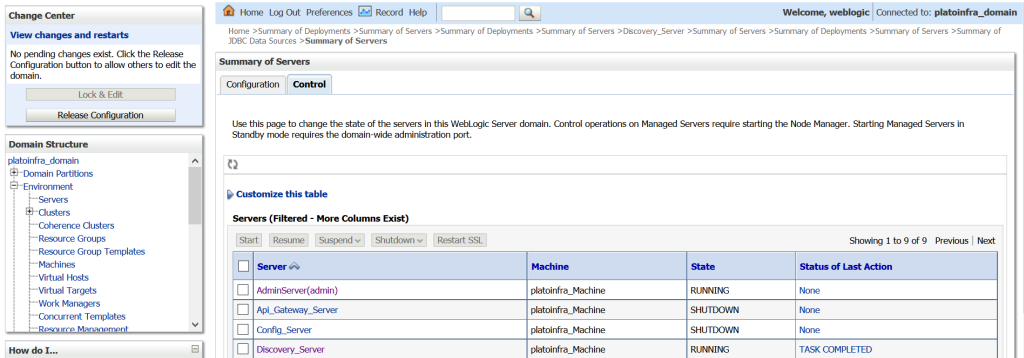 Change Center
View changes and restarts
No pending changes exist. Click the Release
Configuration button to allow others to edit the
domain.
Lock & Edit
Release Configuration
Domain Structure
platoinfra_domain
Domain Partitions
Environment
Servers
Clusters
Coherence Clusters
Resource Groups
Resource Group Templates
Machines
Virtual Hosts
Virtual Targets
Work Managers
Concurrent Templates
Resource Management
How do I...
Home Log Out Preferences Record Help
Welcome, weblogic Connected to: platoinfra_domain
Home >Summary of Deployments >Summary of Servers >Summary of Deployments >Summary of Servers >Discovery_Server >Summary of Servers >Summary of Deployments >Summary of Servers >Summary of
JDBC Data Sources >Summary of Servers
Summary of Servers
Configuration Control
Use this page to change the state of the servers in this WebLogic Server domain. Control operations on Managed Servers require starting the Node Manager. Starting Managed Servers in
Standby mode requires the domain-wide administration port.
Customize this table
Servers (Filtered - More Columns Exist)
Start Resume Suspend Shutdown Restart SSL Showing 1 to 9 of 9 Previous Next
Server Machine State Status of Last Action
AdminServer(admin) platoinfra_Machine RUNNING None
Api_Gateway_Server platoinfra_Machine SHUTDOWN None
Config_Server platoinfra_Machine SHUTDOWN None
Discovery_Server platoinfra_Machine RUNNING TASK COMPLETED